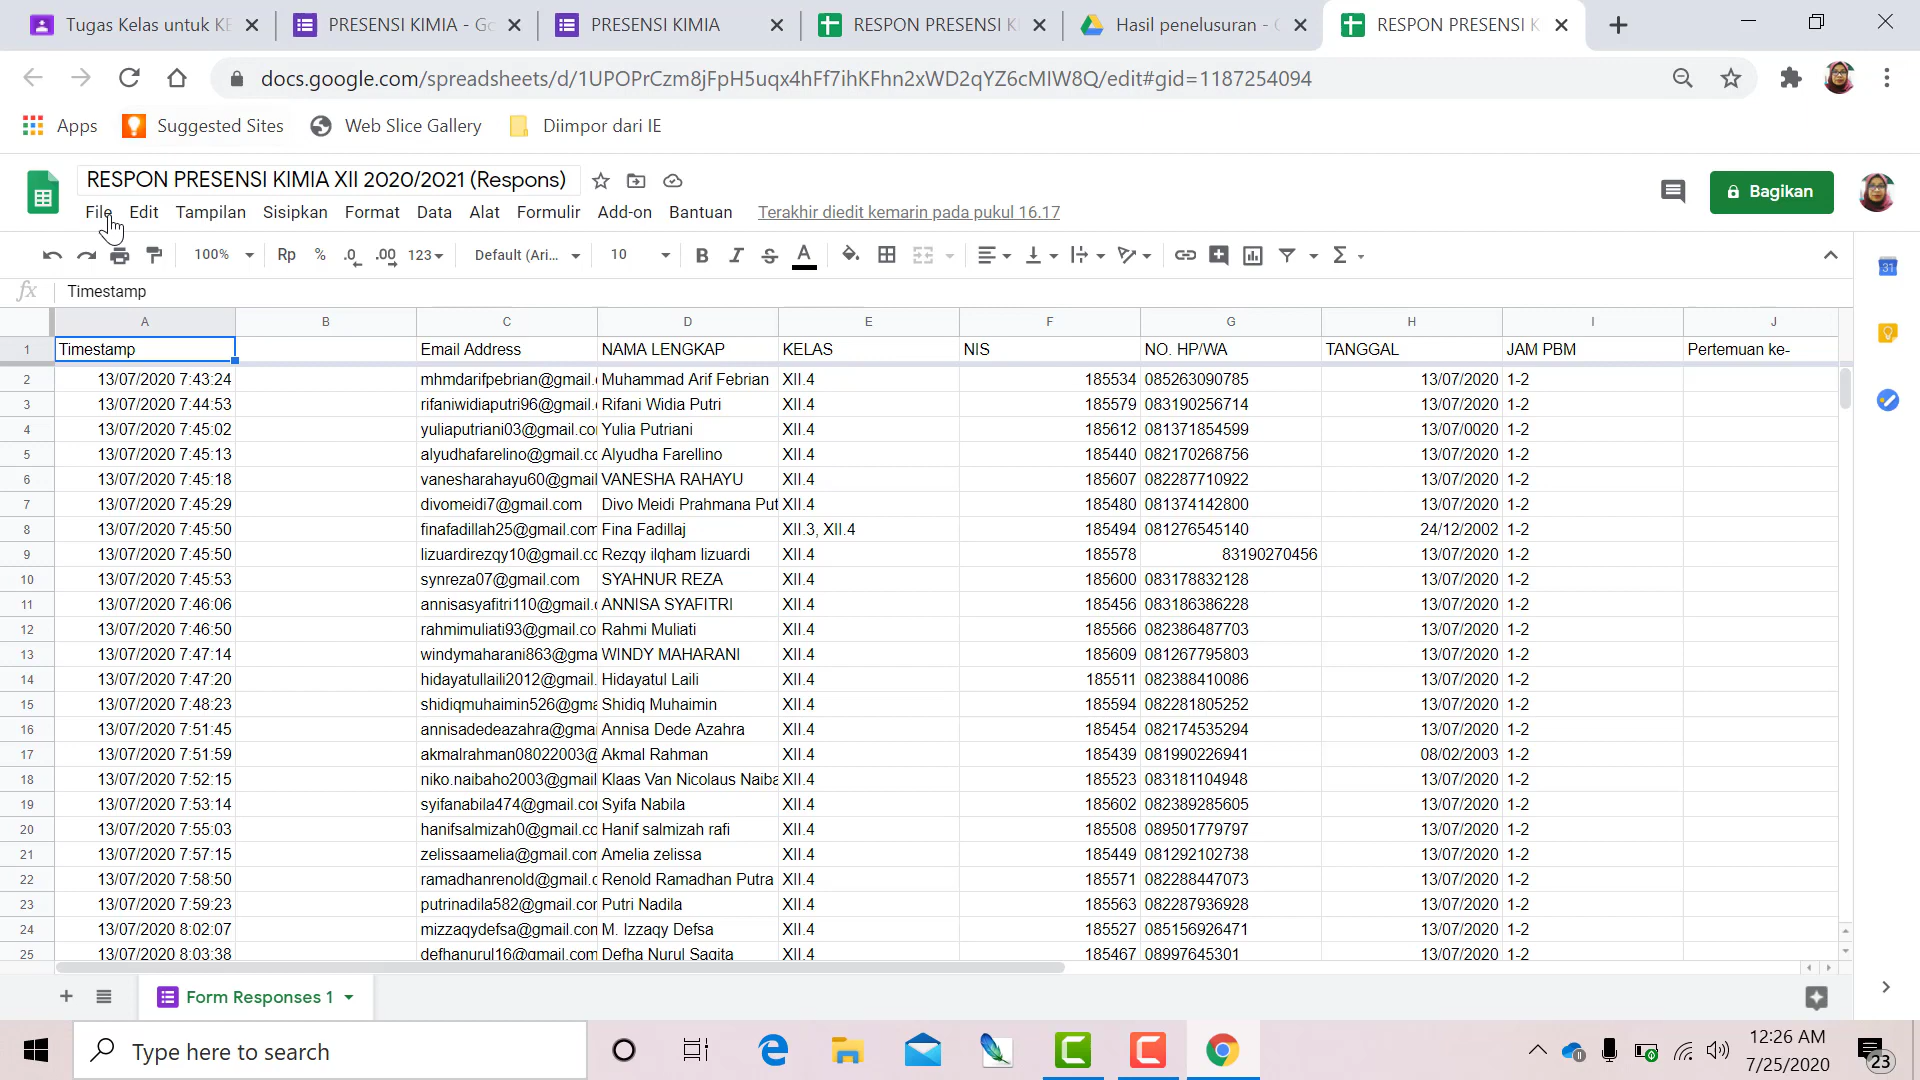 Tugas Kelas untuk KE
PRESENSI KIMIA - Go
PRESENSI KIMIA
RESPON PRESENSI KI
Hasil penelusuran - G
RESPON PRESENSI K
docs.google.com/spreadsheets/d/1UPOPrCzm8jFpH5uqx4hFf7ihKFhn2xWD2qYZ6cMIW8Q/edit#gid=1187254094
Apps Suggested Sites Web Slice Gallery Diimpor dari IE
RESPON PRESENSI KIMIA XII 2020/2021 (Respons)
File Edit Tampilan Sisipkan Format Data Alat Formulir Add-on Bantuan Terakhir diedit kemarin pada pukul 16.17
Bagikan
100% Rp % .0 .00 123 Default (Ari... 10 B I S A
fx Timestamp
A B C D E F G H I J
1 Timestamp Email Address NAMA LENGKAP KELAS NIS NO. HP/WA TANGGAL JAM PBM Pertemuan ke-
2 13/07/2020 7:43:24 mhmdarifpebrian@gmail. Muhammad Arif Febrian XII.4 185534 085263090785 13/07/2020 1-2
3 13/07/2020 7:44:53 rifaniwidiaputri96@gmail. Rifani Widia Putri XII.4 185579 083190256714 13/07/2020 1-2
4 13/07/2020 7:45:02 yuliaputriani03@gmail.co Yulia Putriani XII.4 185612 081371854599 13/07/0020 1-2
5 13/07/2020 7:45:13 alyudhafarelino@gmail.cc Alyudha Farellino XII.4 185440 082170268756 13/07/2020 1-2
6 13/07/2020 7:45:18 vanesharahayu60@gmail VANESHA RAHAYU XII.4 185607 082287710922 13/07/2020 1-2
7 13/07/2020 7:45:29 divomeidi7@gmail.com Divo Meidi Prahmana Put XII.4 185480 081374142800 13/07/2020 1-2
8 13/07/2020 7:45:50 finafadillah25@gmail.com Fina Fadillaj XII.3, XII.4 185494 081276545140 24/12/2002 1-2
9 13/07/2020 7:45:50 lizuardirezqy10@gmail.cc Rezqy ilqham lizuardi XII.4 185578 83190270456 13/07/2020 1-2
10 13/07/2020 7:45:53 synreza07@gmail.com SYAHNUR REZA XII.4 185600 083178832128 13/07/2020 1-2
11 13/07/2020 7:46:06 annisasyafitri110@gmail. ANNISA SYAFITRI XII.4 185456 083186386228 13/07/2020 1-2
12 13/07/2020 7:46:50 rahmimuliati93@gmail.co Rahmi Muliati XII.4 185566 082386487703 13/07/2020 1-2
13 13/07/2020 7:47:14 windymaharani863@gma WINDY MAHARANI XII.4 185609 081267795803 13/07/2020 1-2
14 13/07/2020 7:47:20 hidayatullaili2012@gmail. Hidayatul Laili XII.4 185511 082388410086 13/07/2020 1-2
15 13/07/2020 7:48:23 shidiqmuhaimin526@gma Shidiq Muhaimin XII.4 185594 082281805252 13/07/2020 1-2
16 13/07/2020 7:51:45 annisadedeazahra@gmai Annisa Dede Azahra XII.4 185454 082174535294 13/07/2020 1-2
17 13/07/2020 7:51:59 akmalrahman08022003@ Akmal Rahman XII.4 185439 081990226941 08/02/2003 1-2
18 13/07/2020 7:52:15 niko.naibaho2003@gmail Klaas Van Nicolaus Naiba XII.4 185523 083181104948 13/07/2020 1-2
19 13/07/2020 7:53:14 syifanabila474@gmail.cor Syifa Nabila XII.4 185602 082389285605 13/07/2020 1-2
20 13/07/2020 7:55:03 hanifsalmizah0@gmail.cc Hanif salmizah rafi XII.4 185508 089501779797 13/07/2020 1-2
21 13/07/2020 7:57:15 zelissaamelia@gmail.com Amelia zelissa XII.4 185449 081292102738 13/07/2020 1-2
22 13/07/2020 7:58:50 ramadhanrenold@gmail.c Renold Ramadhan Putra XII.4 185571 082288447073 13/07/2020 1-2
23 13/07/2020 7:59:23 putrinadila582@gmail.cor Putri Nadila XII.4 185563 082287936928 13/07/2020 1-2
24 13/07/2020 8:02:07 mizzaqydefsa@gmail.com M. Izzaqy Defsa XII.4 185527 085156926471 13/07/2020 1-2
25 13/07/2020 8:03:38 defhanurul16@gmail.com Defha Nurul Sagita XII.4 185467 08997645301 13/07/2020 1-2
Form Responses 1
Type here to search
12:26 AM
7/25/2020
23
31